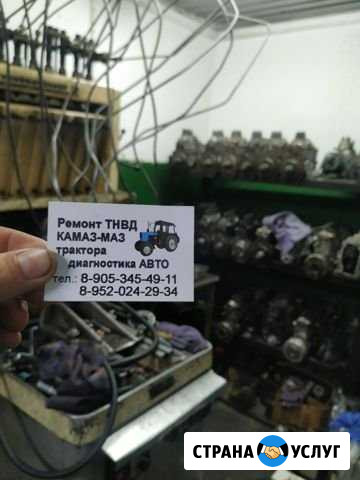 Ремонт ТНВД
КАМАЗ-МАЗ
трактора
диагностика АВТО
тел.: 8-905-345-49-11
8-952-024-29-34
СТРАНА УСЛУГ